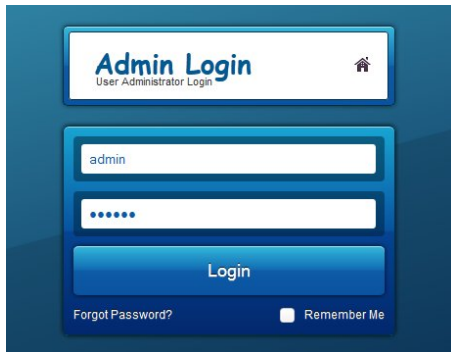 Admin Login
User Administrator Login
admin
••••••
Login
Forgot Password?
Remember Me